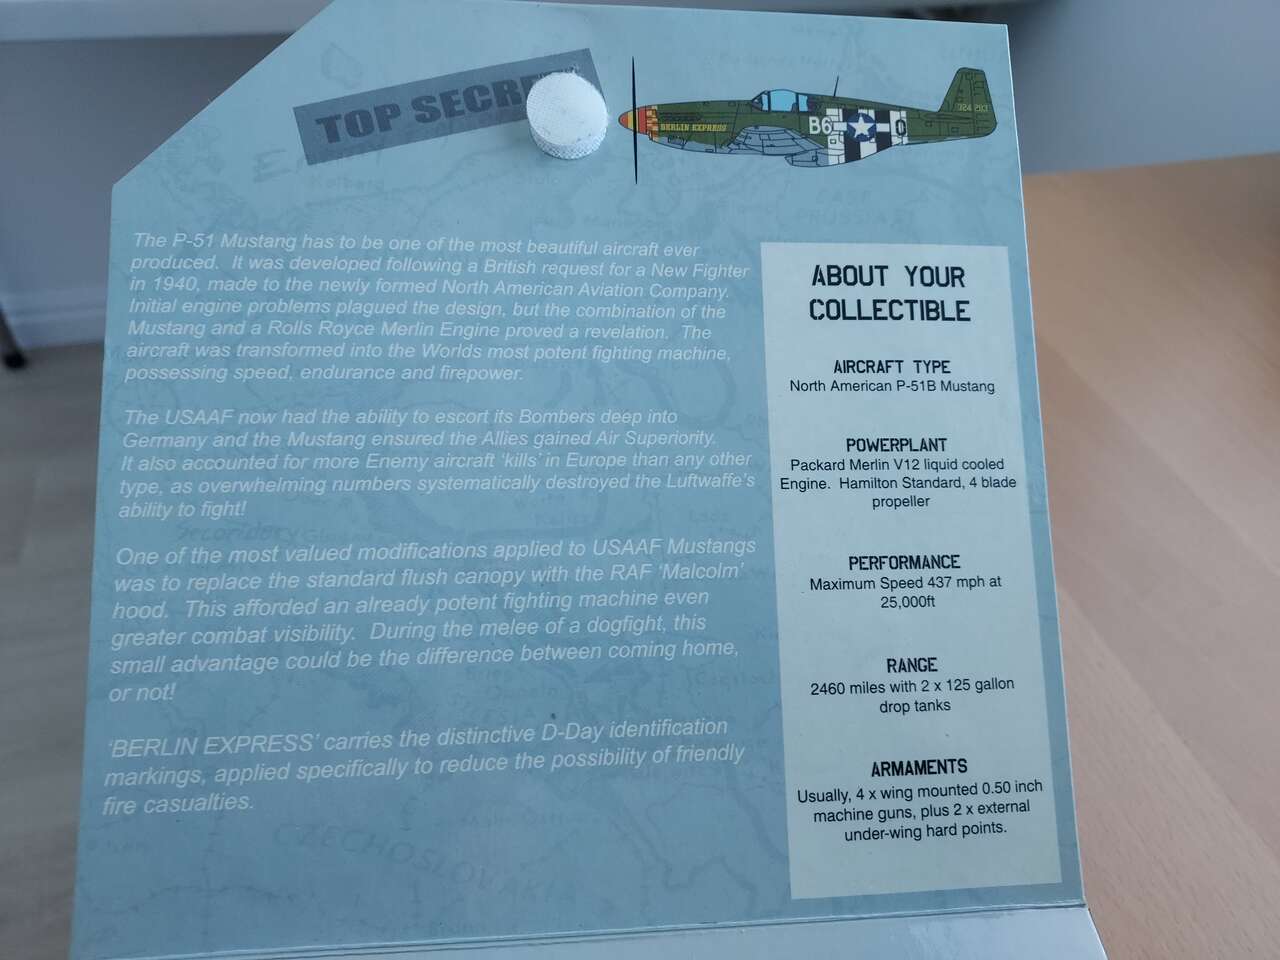 TOP SECRE
BERLIN EXPRESS
B6
O
324 2113
EAST
PRUSSIA
The P-51 Mustang has to be one of the most beautiful aircraft ever
produced. It was developed following a British request for a New Fighter
in 1940, made to the newly formed North American Aviation Company.
Initial engine problems plagued the design, but the combination of the
Mustang and a Rolls Royce Merlin Engine proved a revelation. The
aircraft was transformed into the Worlds most potent fighting machine,
possessing speed, endurance and firepower.
The USAAF now had the ability to escort its Bombers deep into
Germany and the Mustang ensured the Allies gained Air Superiority.
It also accounted for more Enemy aircraft 'kills' in Europe than any other
type, as overwhelming numbers systematically destroyed the Luftwaffe's
ability to fight!
One of the most valued modifications applied to USAAF Mustangs
was to replace the standard flush canopy with the RAF 'Malcolm'
hood. This afforded an already potent fighting machine even
greater combat visibility. During the melee of a dogfight, this
small advantage could be the difference between coming home,
or not!
'BERLIN EXPRESS' carries the distinctive D-Day identification
markings, applied specifically to reduce the possibility of friendly
fire casualties.
CZECHOSLOVAKIA
ABOUT YOUR
COLLECTIBLE
AIRCRAFT TYPE
North American P-51B Mustang
POWERPLANT
Packard Merlin V12 liquid cooled
Engine. Hamilton Standard, 4 blade
propeller
PERFORMANCE
Maximum Speed 437 mph at
25,000ft
RANGE
2460 miles with 2 x 125 gallon
drop tanks
ARMAMENTS
Usually, 4 x wing mounted 0.50 inch
machine guns, plus 2 x external
under-wing hard points.